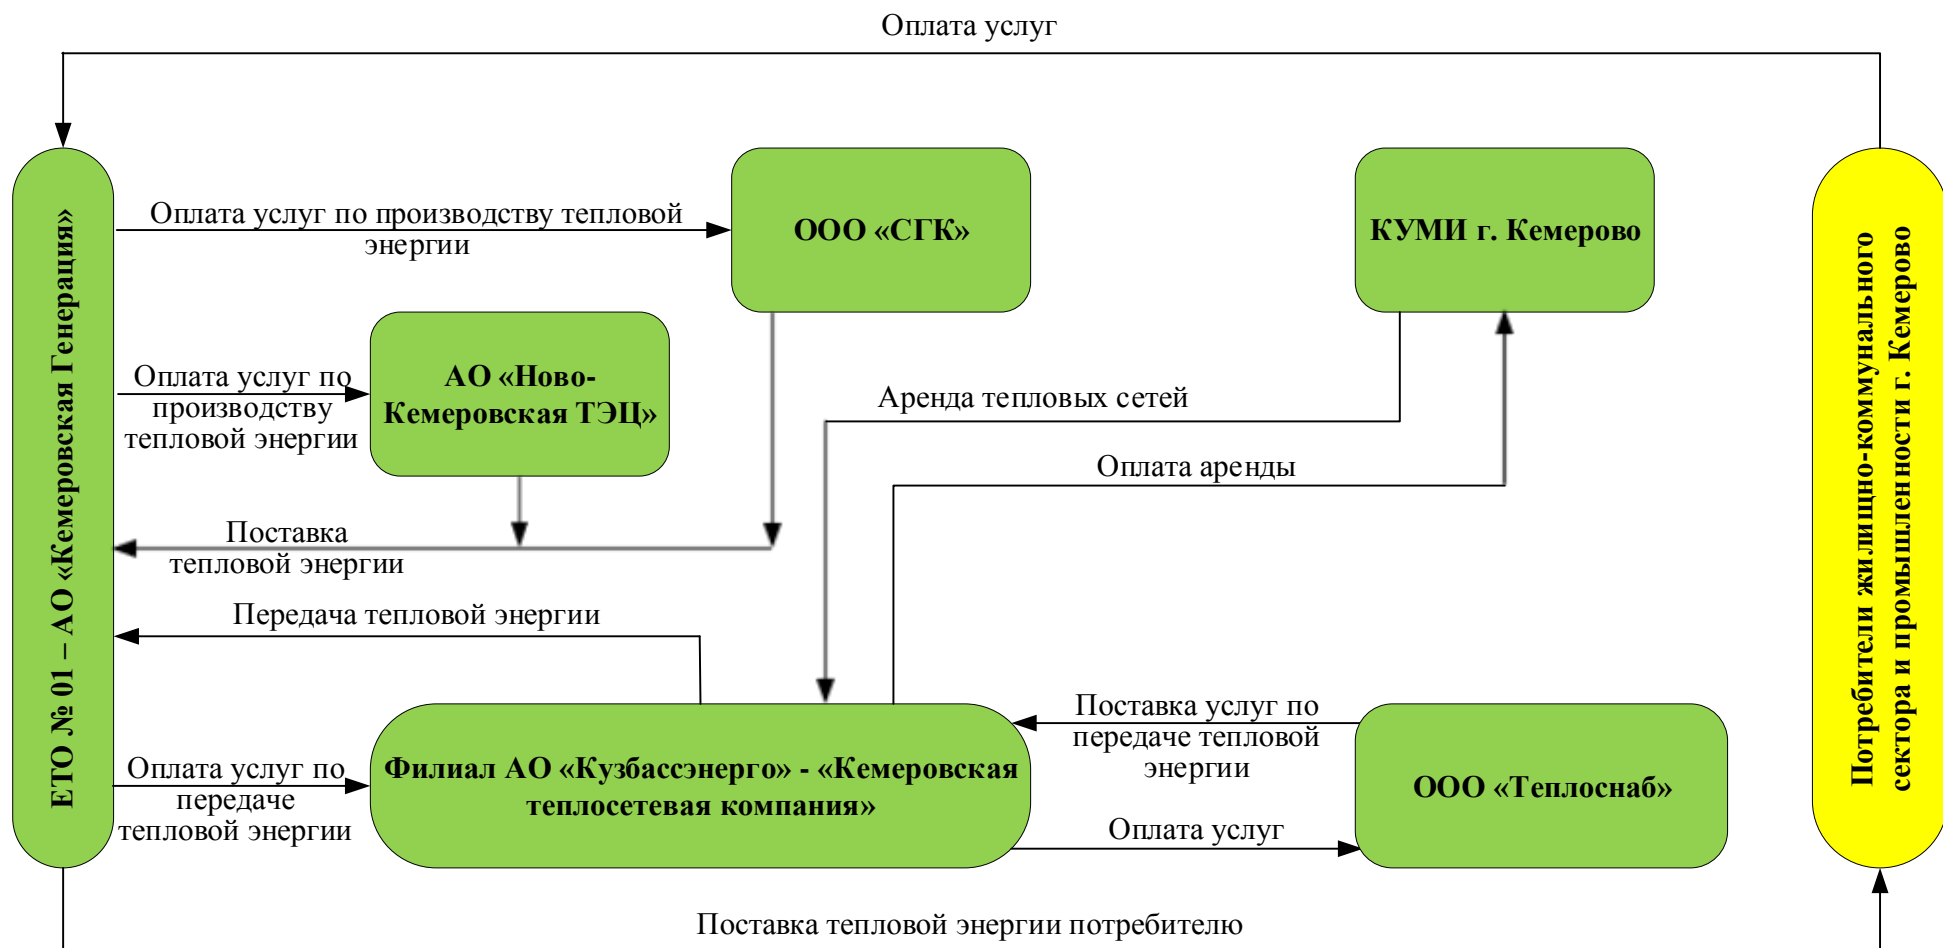 Оплата услуг
ЕТО № 01 – АО «Кемеровская Генерация»
Оплата услуг по производству тепловой
энергии
ООО «СГК»
КУМИ г. Кемерово
Потребители жилищно-коммунального
сектора и промышленности г. Кемерово
Оплата услуг по
производству
тепловой энергии
АО «Ново-
Кемеровская ТЭЦ»
Аренда тепловых сетей
Оплата аренды
Поставка
тепловой энергии
Передача тепловой энергии
Оплата услуг по
передаче
тепловой энергии
Филиал АО «Кузбассэнерго» - «Кемеровская
теплосетевая компания»
Поставка услуг по
передаче тепловой
энергии
ООО «Теплоснаб»
Оплата услуг
Поставка тепловой энергии потребителю